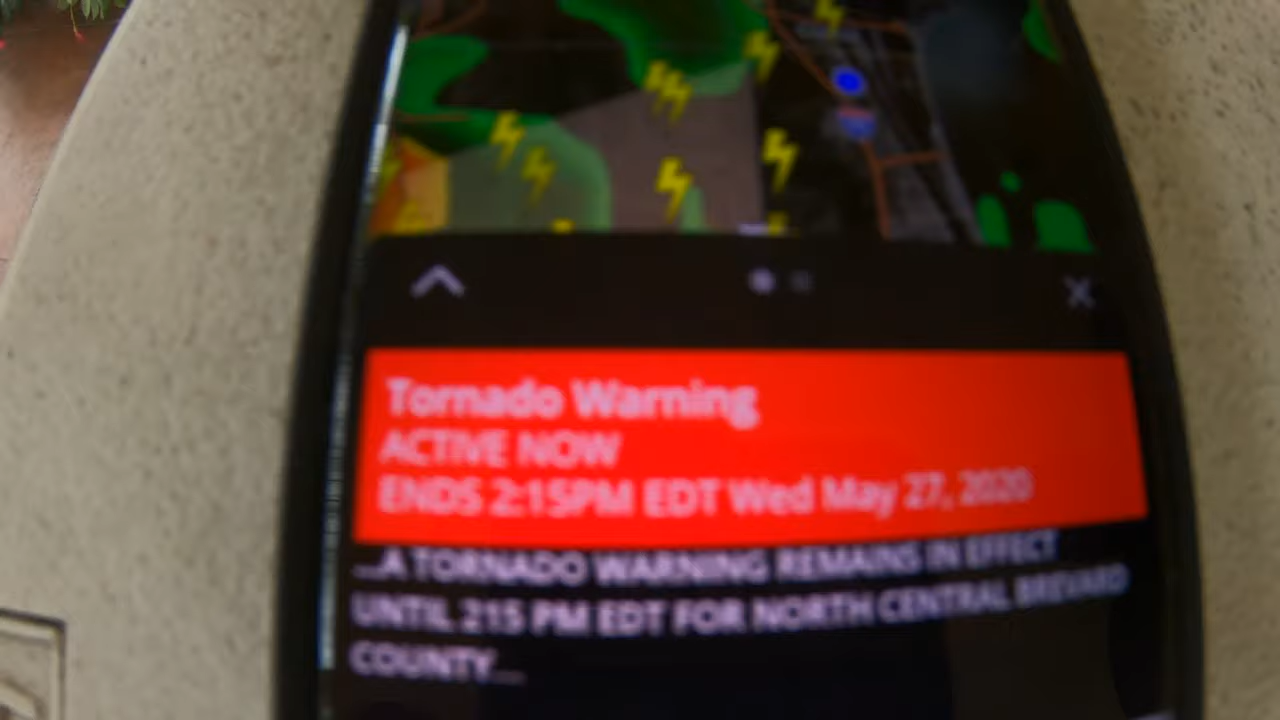 Tornado Warning
ACTIVE NOW
ENDS 2:15PM EDT Wed May 27, 2020
...A TORNADO WARNING REMAINS IN EFFECT
UNTIL 215 PM EDT FOR NORTH CENTRAL BREVARD
COUNTY...